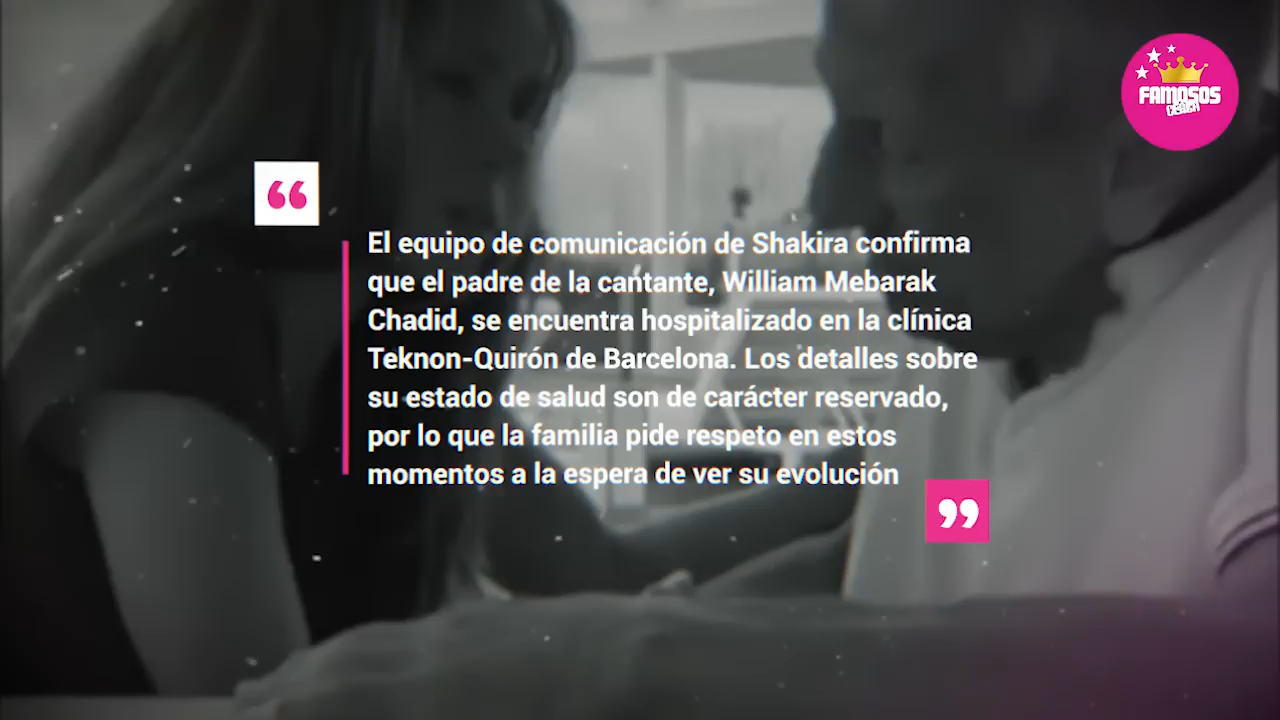 FAMOSOS
“
El equipo de comunicación de Shakira confirma
que el padre de la cantante, William Mebarak
Chadid, se encuentra hospitalizado en la clínica
Teknon-Quirón de Barcelona. Los detalles sobre
su estado de salud son de carácter reservado,
por lo que la familia pide respeto en estos
momentos a la espera de ver su evolución
”